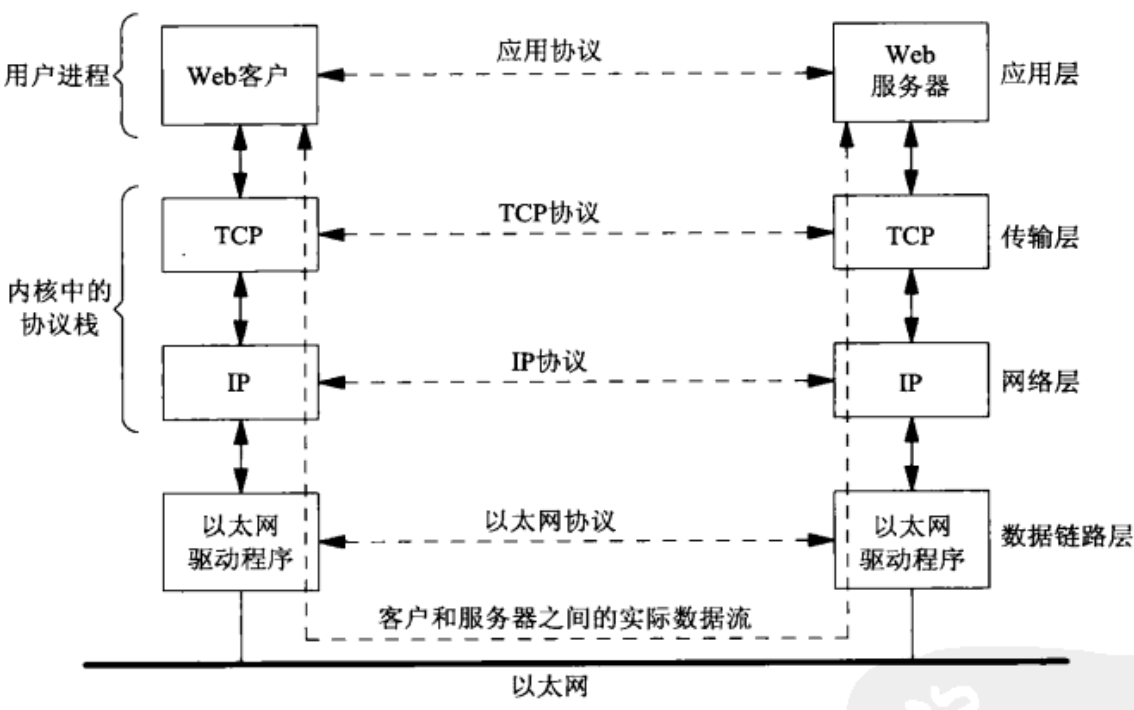 应用协议
用户进程
Web客户
Web
服务器
应用层
TCP协议
TCP
TCP
传输层
内核中的
协议栈
IP协议
IP
IP
网络层
以太网协议
以太网
驱动程序
以太网
驱动程序
数据链路层
客户和服务器之间的实际数据流
以太网